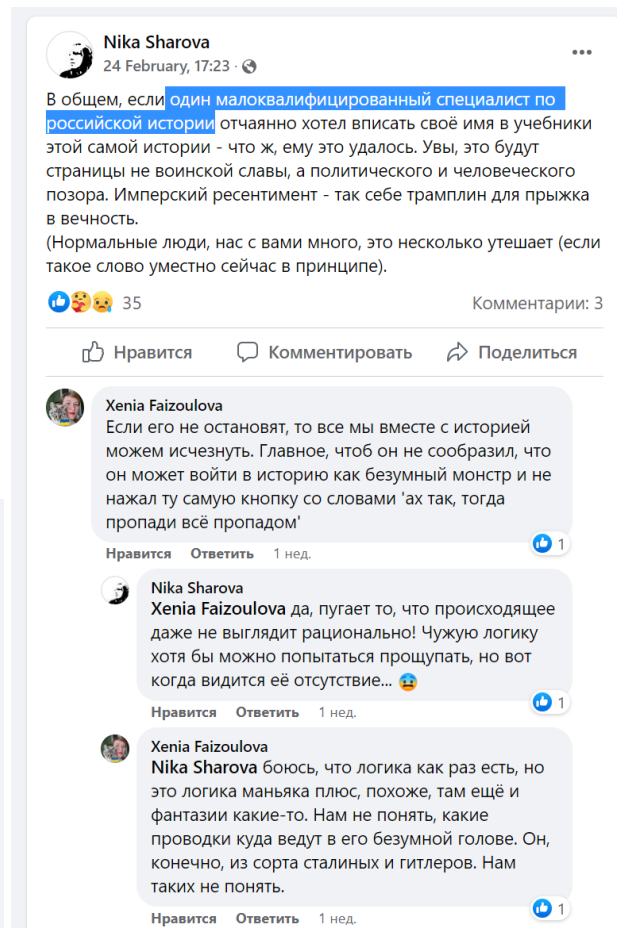 Nika Sharova
24 February, 17:23 ·
В общем, если один малоквалифицированный специалист по
российской истории отчаянно хотел вписать своё имя в учебники
этой самой истории - что ж, ему это удалось. Увы, это будут
страницы не воинской славы, а политического и человеческого
позора. Имперский ресентимент - так себе трамплин для прыжка
в вечность.
(Нормальные люди, нас с вами много, это несколько утешает (если
такое слово уместно сейчас в принципе).
35
Комментарии: 3
Нравится Комментировать Поделиться
Xenia Faizoulova
Если его не остановят, то все мы вместе с историей
можем исчезнуть. Главное, чтоб он не сообразил, что
он может войти в историю как безумный монстр и не
нажал ту самую кнопку со словами 'ах так, тогда
пропади всё пропадом'
1
Нравится Ответить 1 нед.
Nika Sharova
Xenia Faizoulova да, пугает то, что происходящее
даже не выглядит рационально! Чужую логику
хотя бы можно попытаться прощупать, но вот
когда видится её отсутствие...
1
Нравится Ответить 1 нед.
Xenia Faizoulova
Nika Sharova боюсь, что логика как раз есть, но
это логика маньяка плюс, похоже, там ещё и
фантазии какие-то. Нам не понять, какие
проводки куда ведут в его безумной голове. Он,
конечно, из сорта сталиных и гитлеров. Нам
таких не понять.
1
Нравится Ответить 1 нед.